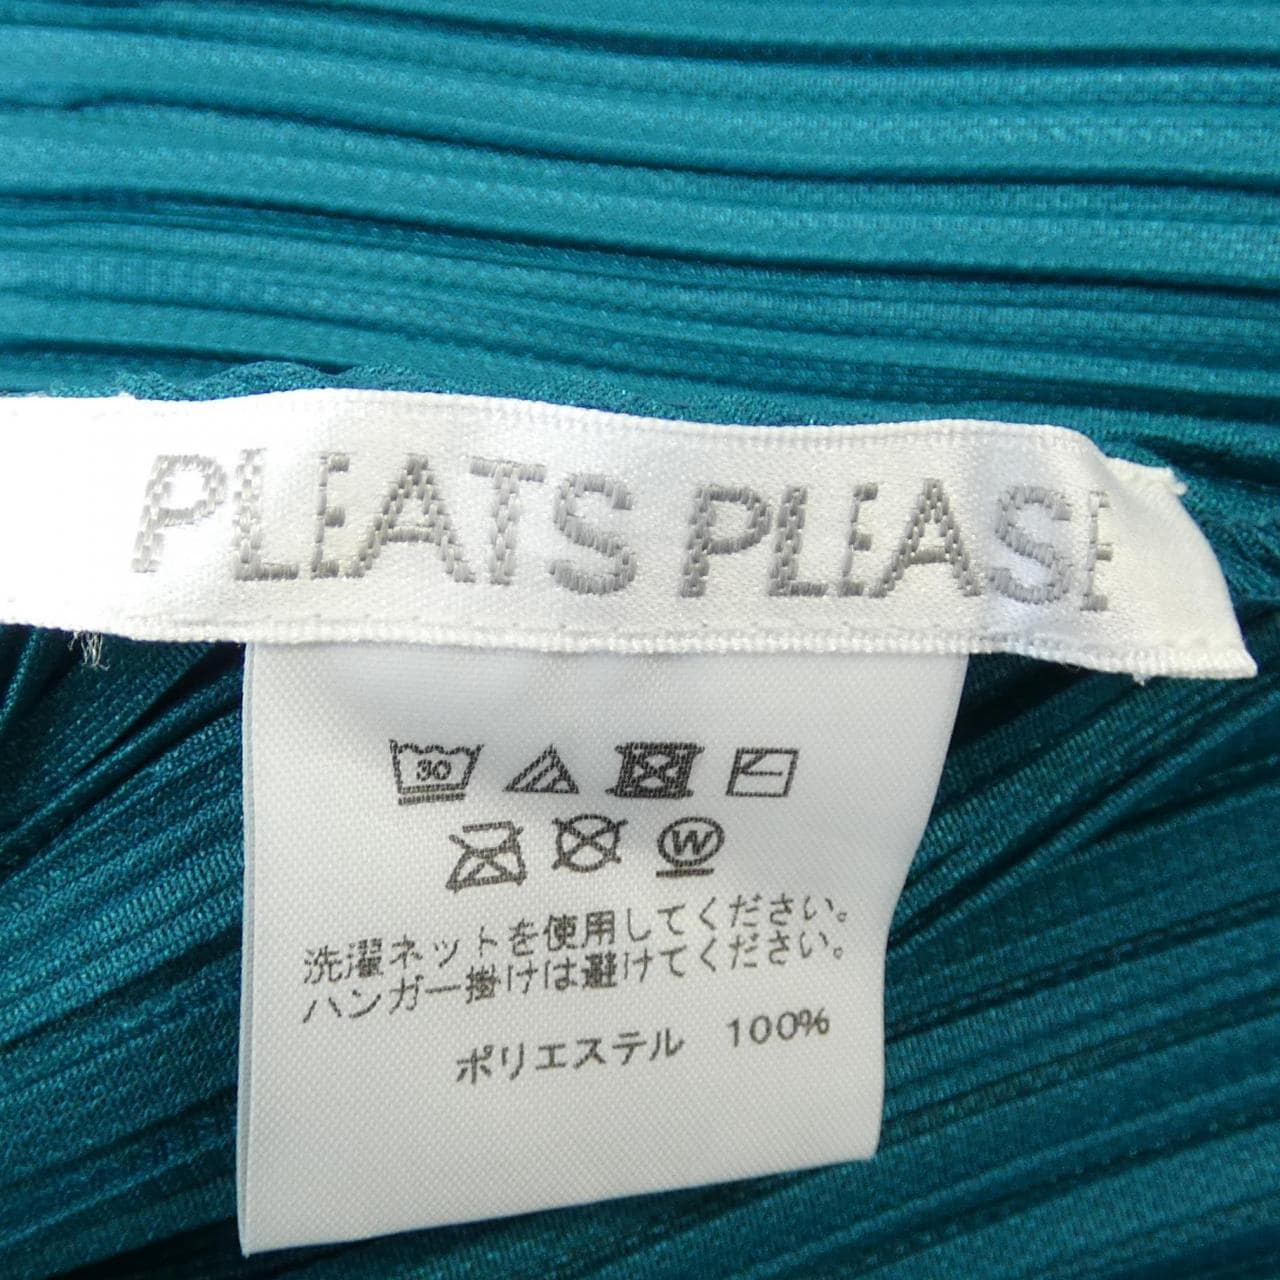 PLEATS PLEASE
30
W
洗濯ネットを使用してください。
ハンガー掛けは避けてください。
ポリエステル 100%